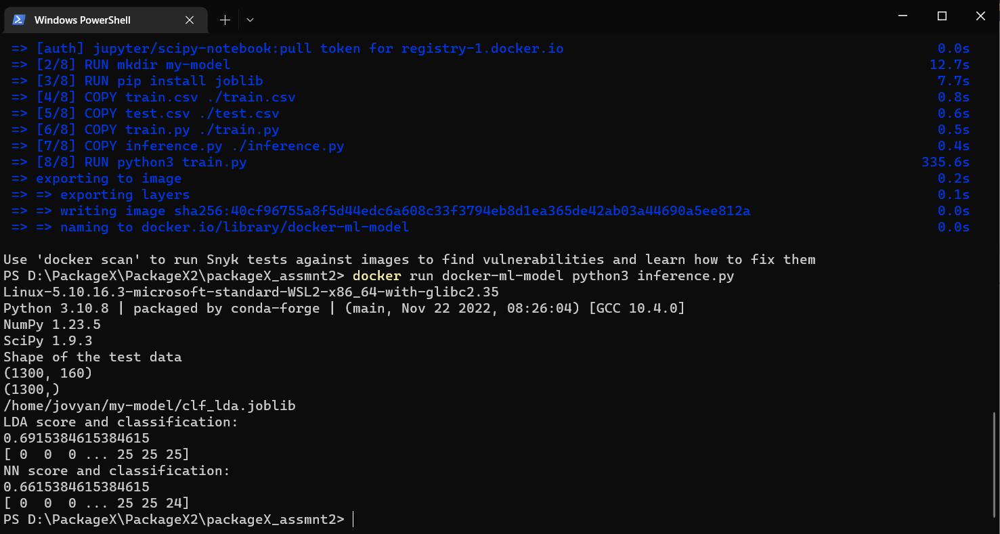 Windows PowerShell
=> [auth] jupyter/scipy-notebook:pull token for registry-1.docker.io 0.0s
=> [2/8] RUN mkdir my-model 12.7s
=> [3/8] RUN pip install joblib 7.7s
=> [4/8] COPY train.csv ./train.csv 0.8s
=> [5/8] COPY test.csv ./test.csv 0.6s
=> [6/8] COPY train.py ./train.py 0.5s
=> [7/8] COPY inference.py ./inference.py 0.4s
=> [8/8] RUN python3 train.py 335.6s
=> exporting to image 0.2s
=> => exporting layers 0.1s
=> => writing image sha256:40cf96755a8f5d44edc6a608c33f3794eb8d1ea365de42ab03a44690a5ee812a 0.0s
=> => naming to docker.io/library/docker-ml-model 0.0s
Use 'docker scan' to run Snyk tests against images to find vulnerabilities and learn how to fix them
PS D:\PackageX\PackageX2\packageX_assmnt2> docker run docker-ml-model python3 inference.py
Linux-5.10.16.3-microsoft-standard-WSL2-x86_64-with-glibc2.35
Python 3.10.8 | packaged by conda-forge | (main, Nov 22 2022, 08:26:04) [GCC 10.4.0]
NumPy 1.23.5
SciPy 1.9.3
Shape of the test data
(1300, 160)
(1300,)
/home/jovyan/my-model/clf_lda.joblib
LDA score and classification:
0.6915384615384615
[ 0  0  0 ... 25 25 25]
NN score and classification:
0.6615384615384615
[ 0  0  0 ... 25 25 24]
PS D:\PackageX\PackageX2\packageX_assmnt2>